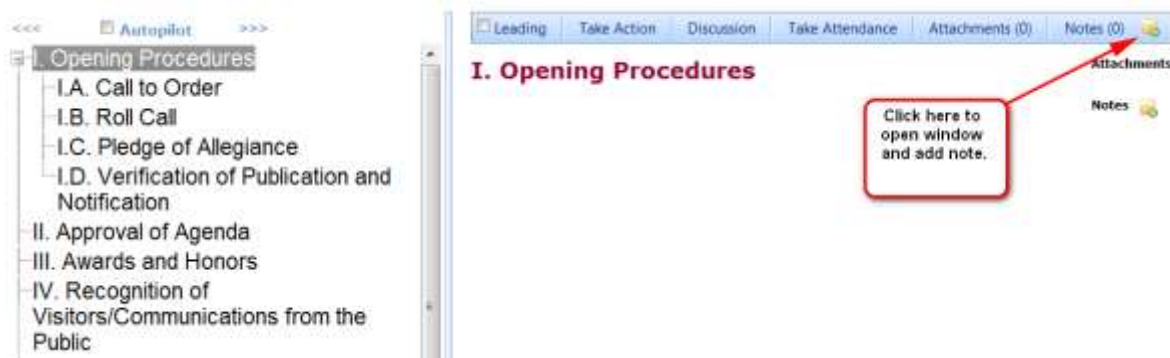 <<< Autopilot >>>
I. Opening Procedures
I.A. Call to Order
I.B. Roll Call
I.C. Pledge of Allegiance
I.D. Verification of Publication and
Notification
II. Approval of Agenda
III. Awards and Honors
IV. Recognition of
Visitors/Communications from the
Public
Leading Take Action Discussion Take Attendance Attachments (0) Notes (0)
I. Opening Procedures
Attachments
Notes
Click here to
open window
and add note.